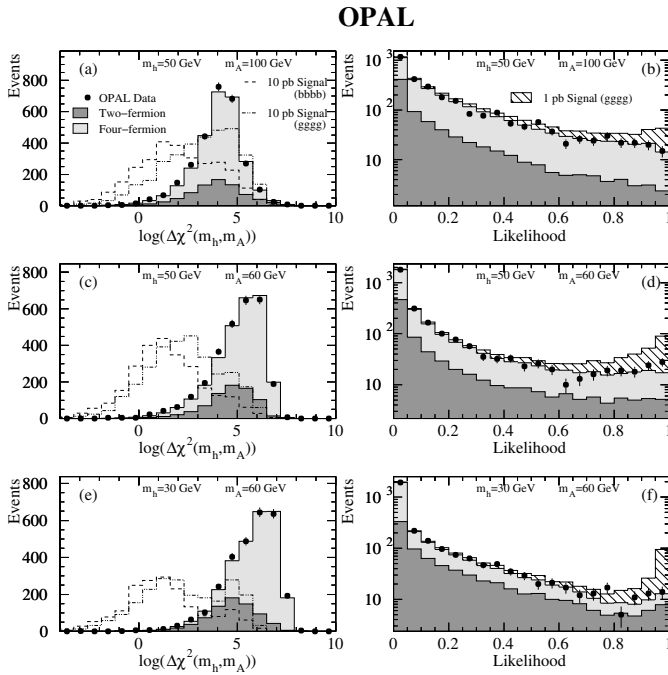 OPAL
Events
(a)
m_h=50 GeV m_A=100 GeV
OPAL Data
Two-fermion
Four-fermion
10 pb Signal
(bbbb)
10 pb Signal
(gggg)
800
600
400
200
0
0 5 10
log(Δχ²(m_h,m_A))
Events
(b)
m_h=50 GeV m_A=100 GeV
1 pb Signal (gggg)
10³
10²
10
0 0.2 0.4 0.6 0.8 1
Likelihood
Events
(c)
m_h=50 GeV m_A=60 GeV
800
600
400
200
0
0 5 10
log(Δχ²(m_h,m_A))
Events
(d)
m_h=50 GeV m_A=60 GeV
10³
10²
10
0 0.2 0.4 0.6 0.8 1
Likelihood
Events
(e)
m_h=30 GeV m_A=60 GeV
800
600
400
200
0
0 5 10
log(Δχ²(m_h,m_A))
Events
(f)
m_h=30 GeV m_A=60 GeV
10³
10²
10
0 0.2 0.4 0.6 0.8 1
Likelihood